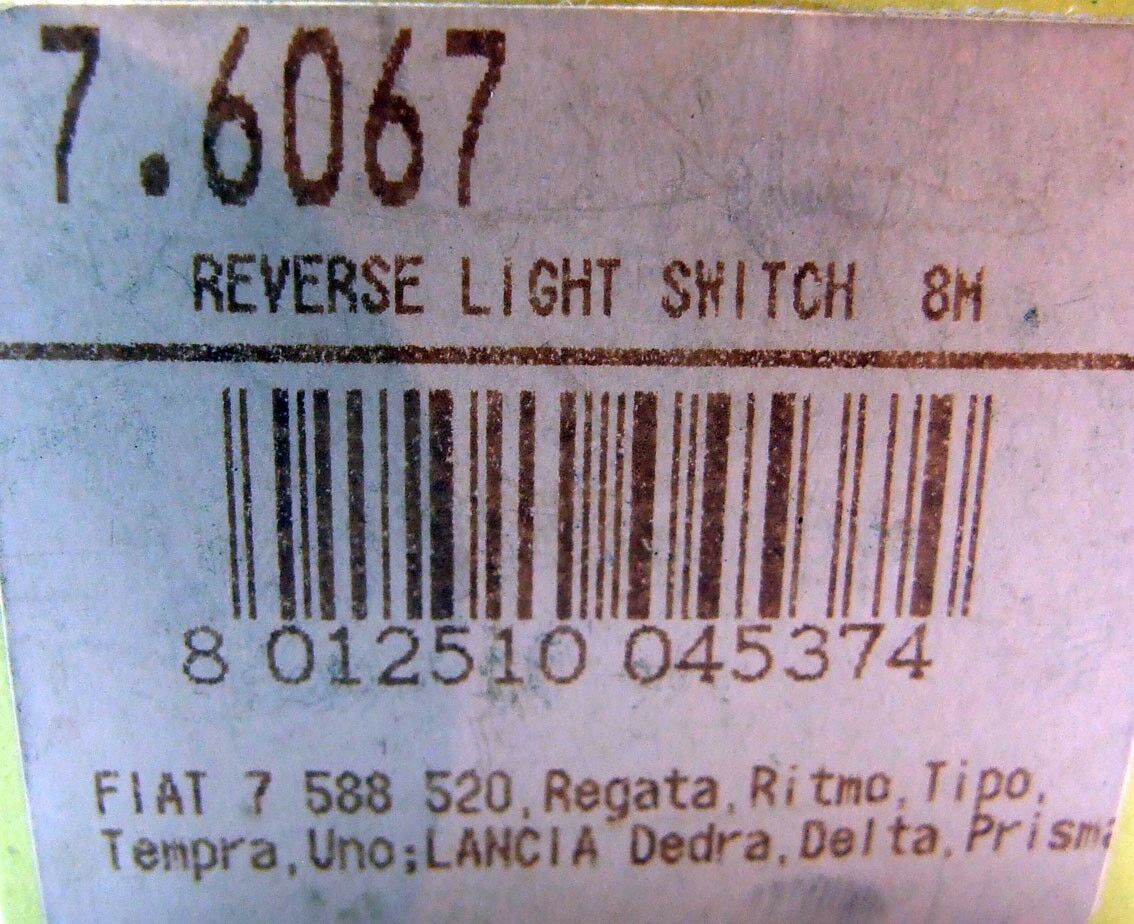 7.6067
REVERSE LIGHT SWITCH 8M
8 012510 045374
FIAT 7 588 520,Regata,Ritmo,Tipo,
Tempra,Uno;LANCIA Dedra,Delta,Prisma